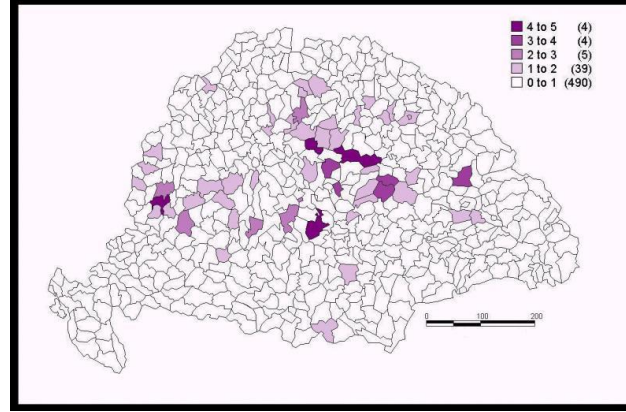 4 to 5 (4)
3 to 4 (4)
2 to 3 (5)
1 to 2 (39)
0 to 1 (490)
0 100 200